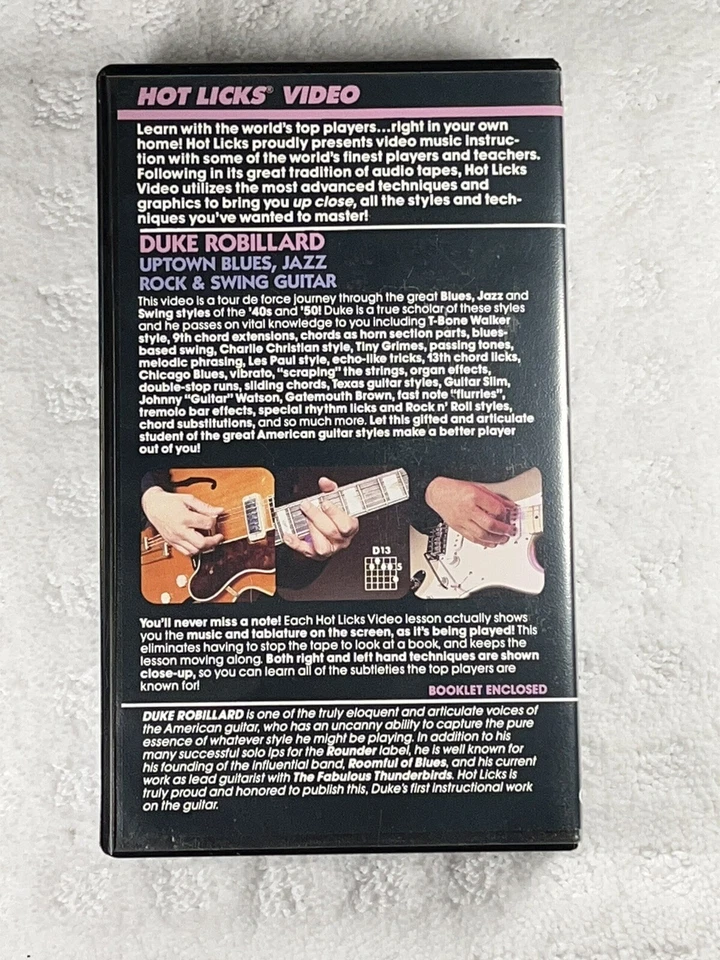 HOT LICKS® VIDEO
Learn with the world's top players...right in your own
home! Hot Licks proudly presents video music instruc-
tion with some of the world's finest players and teachers.
Following in its great tradition of audio tapes, Hot Licks
Video utilizes the most advanced techniques and
graphics to bring you up close, all the styles and tech-
niques you've wanted to master!
DUKE ROBILLARD
UPTOWN BLUES, JAZZ
ROCK & SWING GUITAR
This video is a tour de force journey through the great Blues, Jazz and
Swing styles of the '40s and '50! Duke is a true scholar of these styles
and he passes on vital knowledge to you including T-Bone Walker
style, 9th chord extensions, chords as horn section parts, blues-
based swing, Charlie Christian style, Tiny Grimes, passing tones,
melodic phrasing, Les Paul style, echo-like tricks, 13th chord licks,
Chicago Blues, vibrato, "scraping" the strings, organ effects,
double-stop runs, sliding chords, Texas guitar styles, Guitar Slim,
Johnny "Guitar" Watson, Gatemouth Brown, fast note "flurries",
tremolo bar effects, special rhythm licks and Rock n' Roll styles,
chord substitutions, and so much more. Let this gifted and articulate
student of the great American guitar styles make a better player
out of you!
D13
5
You'll never miss a note! Each Hot Licks Video lesson actually shows
you the music and tablature on the screen, as it's being played! This
eliminates having to stop the tape to look at a book, and keeps the
lesson moving along. Both right and left hand techniques are shown
close-up, so you can learn all of the subtleties the top players are
known for!
BOOKLET ENCLOSED
DUKE ROBILLARD is one of the truly eloquent and articulate voices of
the American guitar, who has an uncanny ability to capture the pure
essence of whatever style he might be playing. In addition to his
many successful solo lps for the Rounder label, he is well known for
his founding of the influential band, Roomful of Blues, and his current
work as lead guitarist with The Fabulous Thunderbirds. Hot Licks is
truly proud and honored to publish this, Duke's first instructional work
on the guitar.